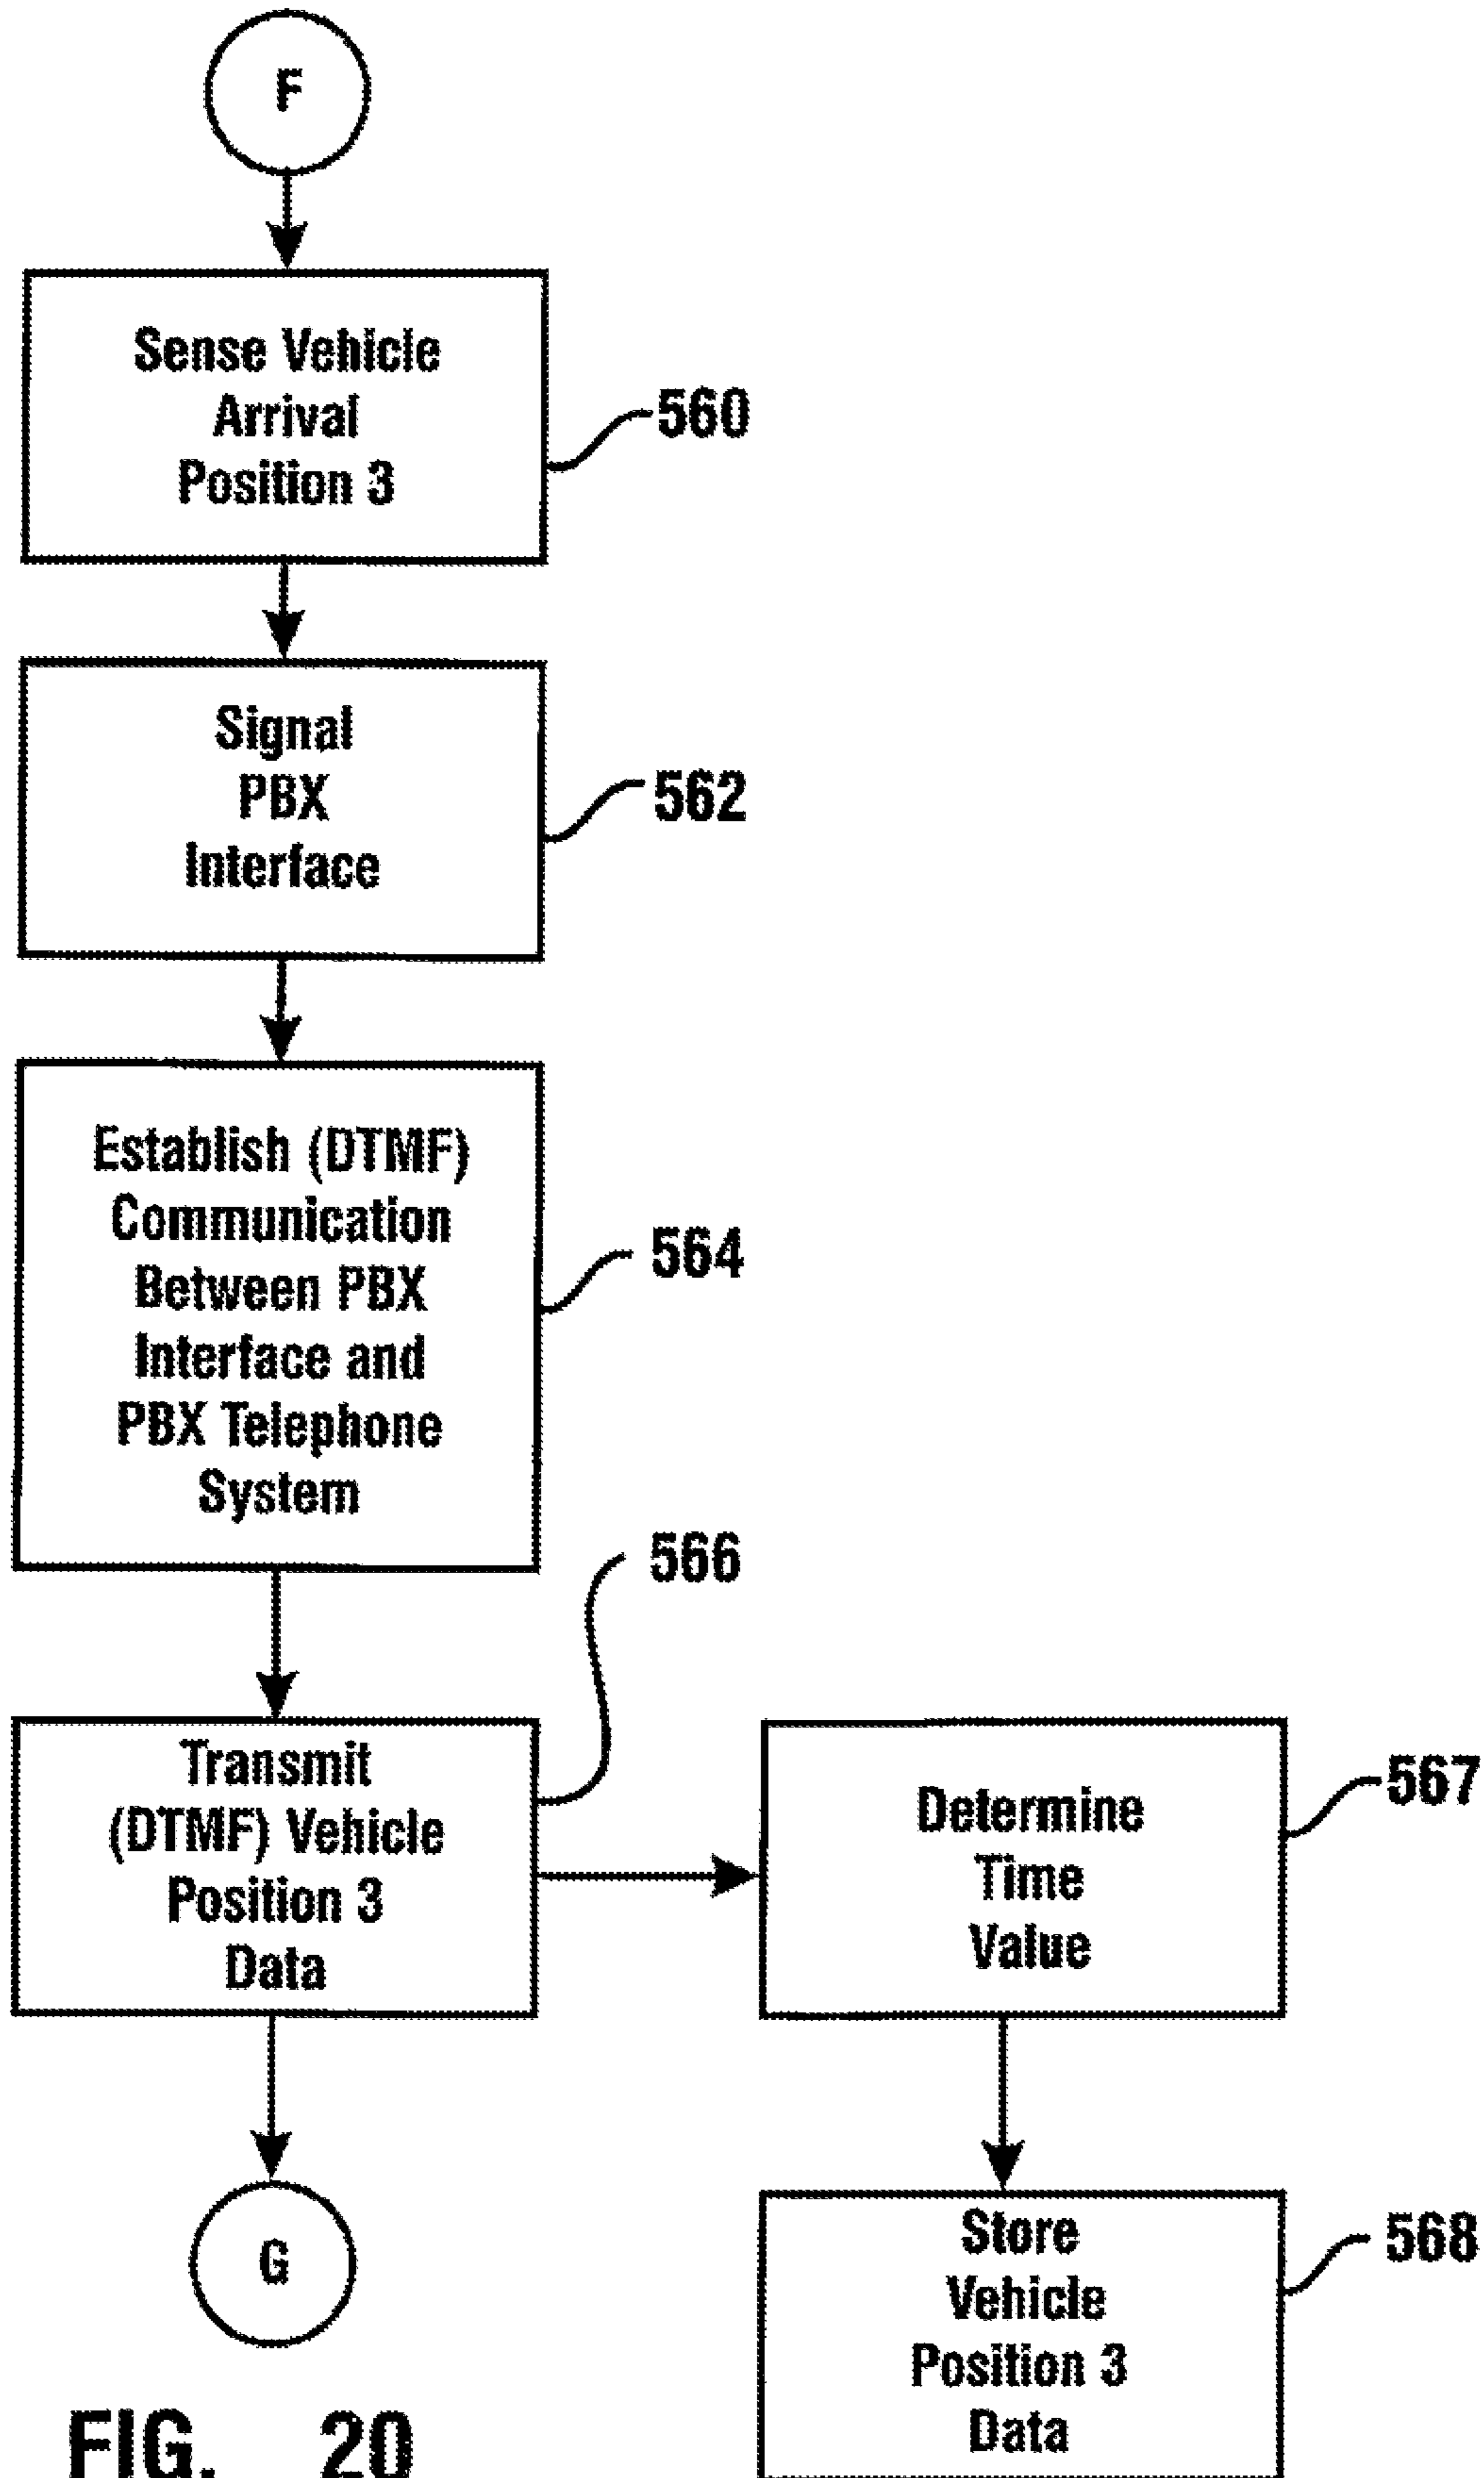 F
Sense Vehicle
Arrival
Position 3
560
Signal
PBX
Interface
562
Establish (DTMF)
Communication
Between PBX
Interface and
PBX Telephone
System
564
566
Transmit
(DTMF) Vehicle
Position 3
Data
Determine
Time
Value
567
G
Store
Vehicle
Position 3
Data
568
FIG. 20